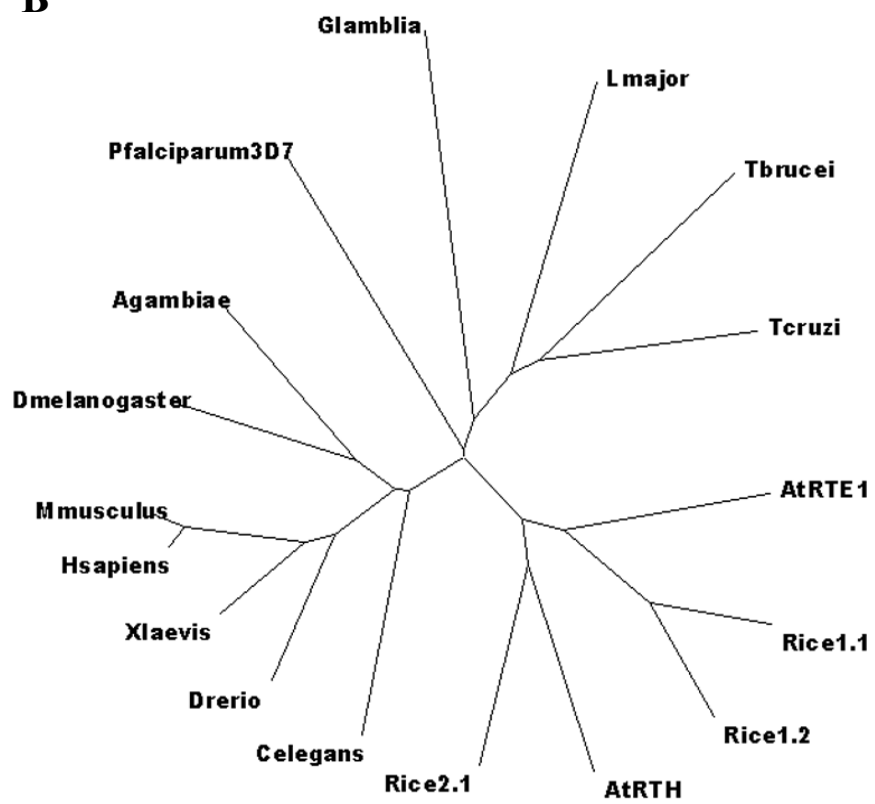 B
Glamblia
Lmajor
Pfalciparum3D7
Tbrucei
Agambiae
Tcruzi
Dmelanogaster
AtRTE1
Mmusculus
Hsapiens
Xlaevis
Rice1.1
Drerio
Rice1.2
Celegans
Rice2.1
AtRTH